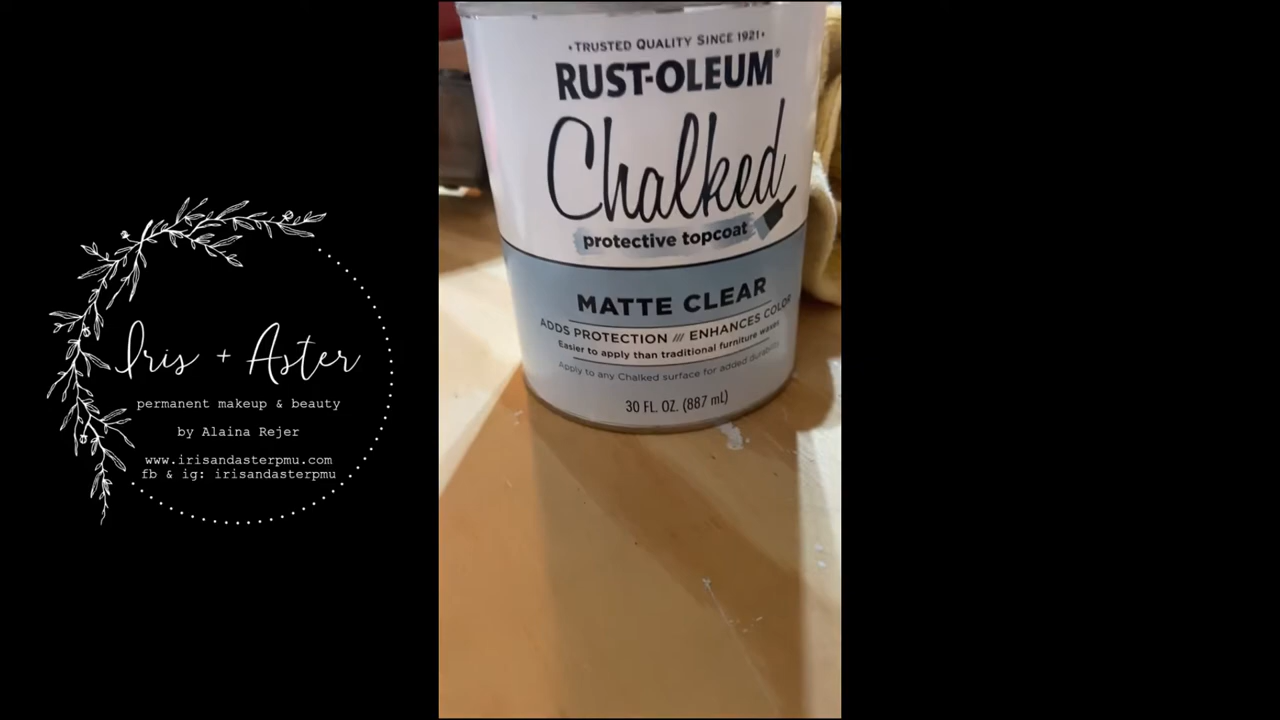 Iris + Aster
permanent makeup & beauty
by Alaina Rejer
www.irisandasterpmu.com
fb & ig: irisandasterpmu
•TRUSTED QUALITY SINCE 1921•
RUST-OLEUM®
Chalked
protective topcoat
MATTE CLEAR
ADDS PROTECTION /// ENHANCES COLOR
Easier to apply than traditional furniture waxes
Apply to any Chalked surface for added durability
30 FL. OZ. (887 mL)